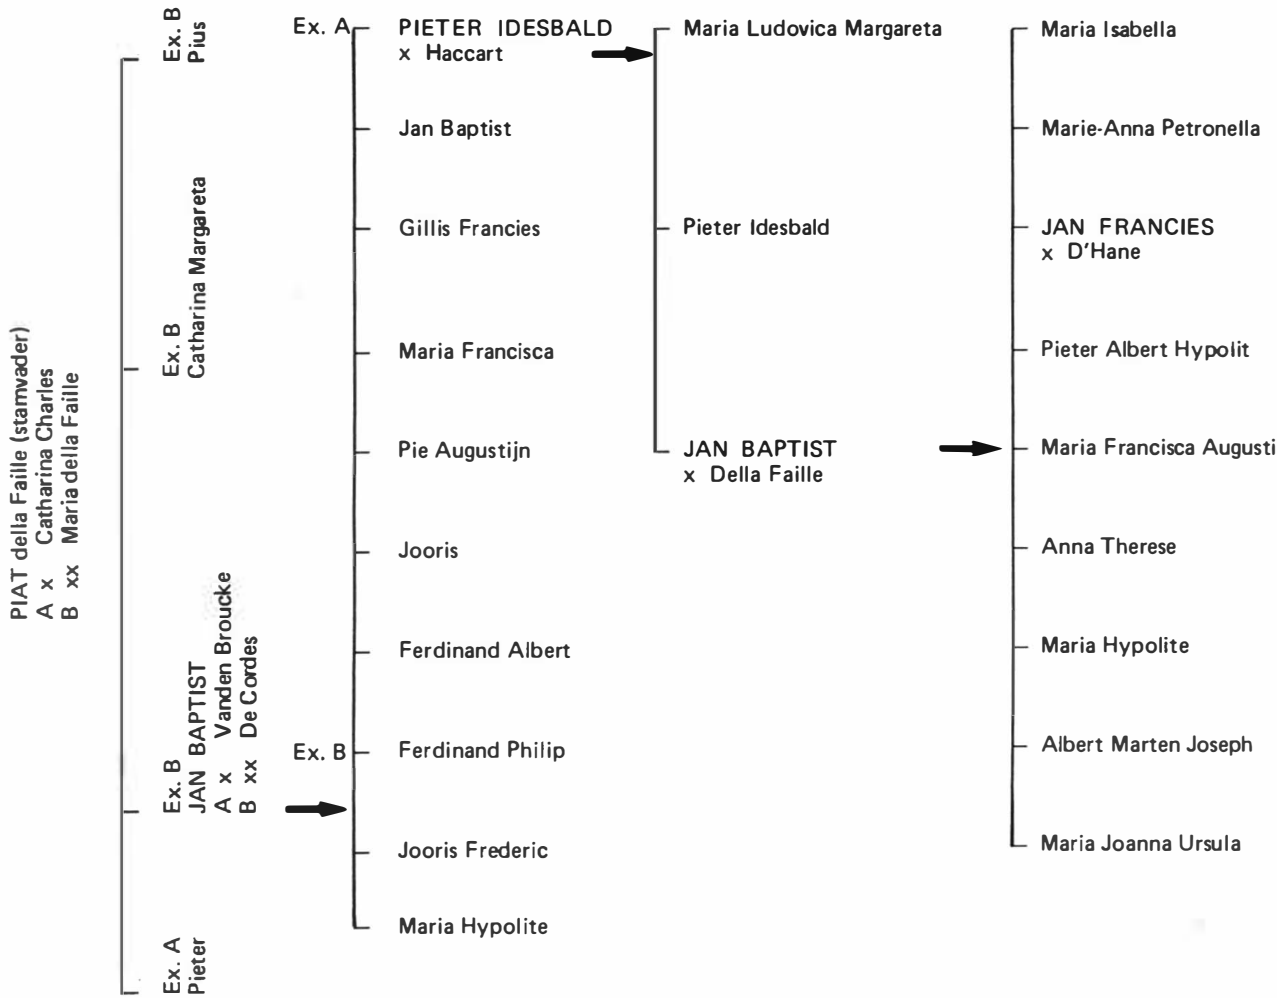 PIAT della Faille (stamvader)
A x Catharina Charles
B xx Maria della Faille
Ex. B
Pius
Ex. B
Catharina Margareta
Ex. B
JAN BAPTIST
A x Vanden Broucke
B xx De Cordes
Ex. A
Pieter
Ex. A
PIETER IDESBALD
x Haccart
Jan Baptist
Gillis Francies
Maria Francisca
Pie Augustijn
Jooris
Ferdinand Albert
Ex. B
Ferdinand Philip
Jooris Frederic
Maria Hypolite
Maria Ludovica Margareta
Pieter Idesbald
JAN BAPTIST
x Della Faille
Maria Isabella
Marie-Anna Petronella
JAN FRANCIES
x D'Hane
Pieter Albert Hypolit
Maria Francisca Augusti
Anna Therese
Maria Hypolite
Albert Marten Joseph
Maria Joanna Ursula